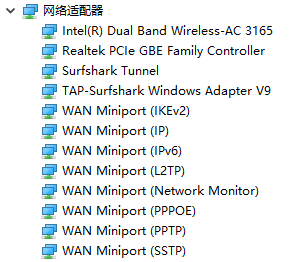 网络适配器
Intel(R) Dual Band Wireless-AC 3165
Realtek PCIe GBE Family Controller
Surfshark Tunnel
TAP-Surfshark Windows Adapter V9
WAN Miniport (IKEv2)
WAN Miniport (IP)
WAN Miniport (IPv6)
WAN Miniport (L2TP)
WAN Miniport (Network Monitor)
WAN Miniport (PPPOE)
WAN Miniport (PPTP)
WAN Miniport (SSTP)